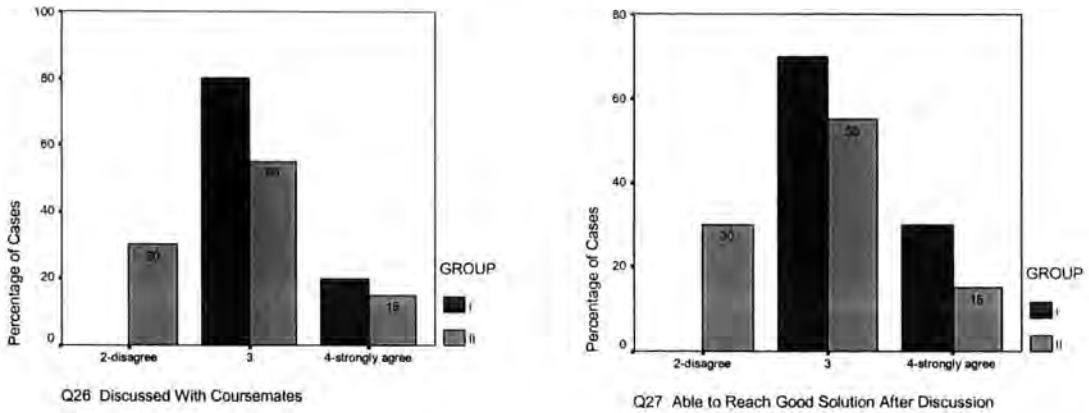 100
80
60
40
20
0
Percentage of Cases
30
15
2-disagree
3
4-strongly agree
GROUP
I
II
Q26 Discussed With Coursemates
80
60
40
20
0
Percentage of Cases
30
55
15
2-disagree
3
4-strongly agree
GROUP
I
II
Q27 Able to Reach Good Solution After Discussion